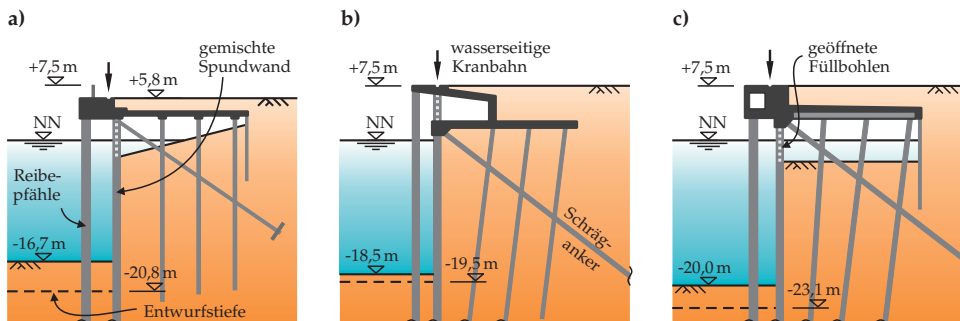 a)
gemischte
Spundwand
+7,5 m
+5,8 m
NN
Reibe-
pfähle
-16,7 m
-20,8 m
Entwurfstiefe
b)
wasserseitige
Kranbahn
+7,5 m
NN
Schräg-
anker
-18,5 m
-19,5 m
c)
geöffnete
Füllbohlen
+7,5 m
NN
-20,0 m
-23,1 m